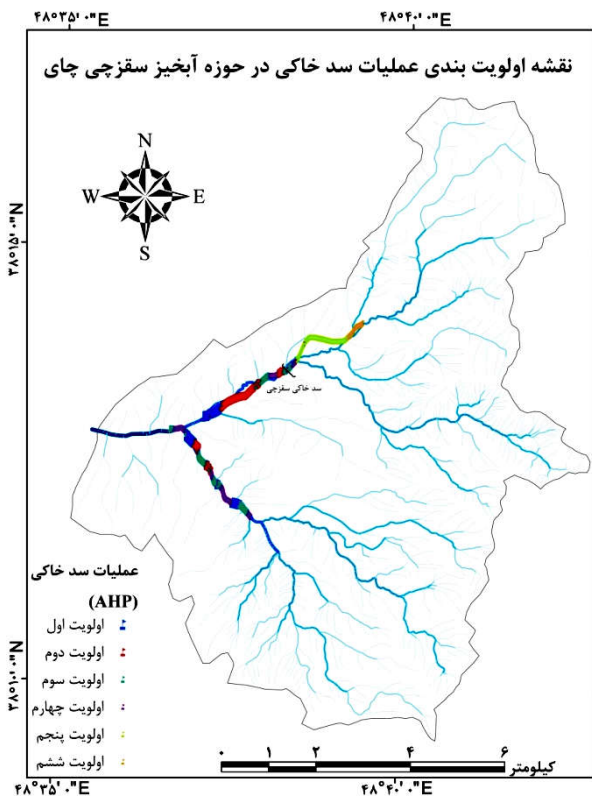 ۴۸°۳۵'۰"E
۴۸°۴۰'۰"E
نقشه اولویت بندی عملیات سد خاکی در حوزه آبخیز سقزچی چای
N
W
E
S
۳۸°۱۵'۰"N
سد خاکی سقزچی
عملیات سد خاکی
(AHP)
اولویت اول
اولویت دوم
اولویت سوم
اولویت چهارم
اولویت پنجم
اولویت ششم
۳۸°۱۰'۰"N
۰ ۱ ۲ ۴ ۶
کیلومتر
۴۸°۳۵'۰"E
۴۸°۴۰'۰"E